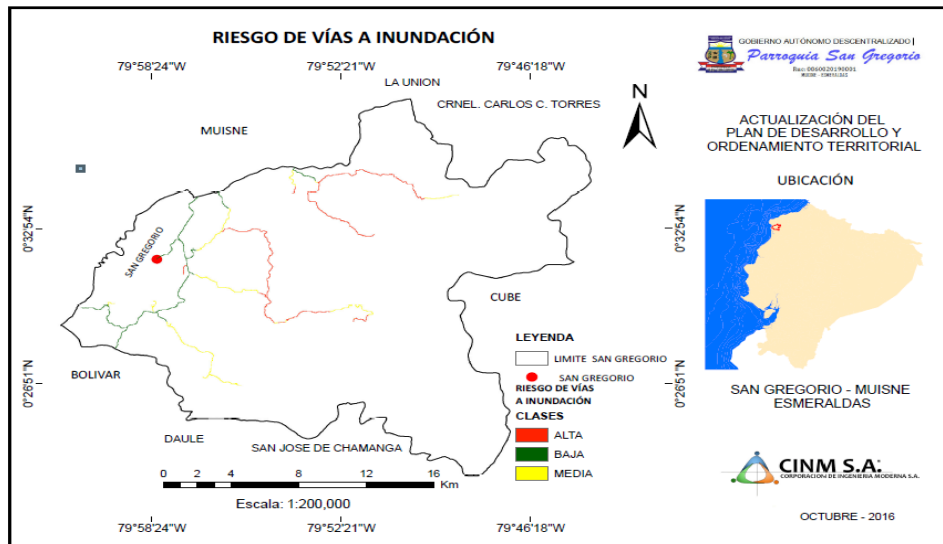 RIESGO DE VÍAS A INUNDACIÓN
79°58'24"W
79°52'21"W
79°46'18"W
LA UNION
CRNEL. CARLOS C. TORRES
MUISNE
N
0°32'54"N
0°32'54"N
SAN GREGORIO
CUBE
BOLIVAR
0°26'51"N
0°26'51"N
DAULE
SAN JOSE DE CHAMANGA
LEYENDA
LIMITE SAN GREGORIO
SAN GREGORIO
RIESGO DE VÍAS
A INUNDACIÓN
CLASES
ALTA
BAJA
MEDIA
0 2 4 8 12 16
Km
Escala: 1:200,000
79°58'24"W
79°52'21"W
79°46'18"W
GOBIERNO AUTÓNOMO DESCENTRALIZADO
Parroquia San Gregorio
MUISNE - ESMERALDAS
ACTUALIZACIÓN DEL
PLAN DE DESARROLLO Y
ORDENAMIENTO TERRITORIAL
UBICACIÓN
SAN GREGORIO - MUISNE
ESMERALDAS
CINM S.A.
CORPORACION DE INGENIERIA MODERNA S.A.
OCTUBRE - 2016